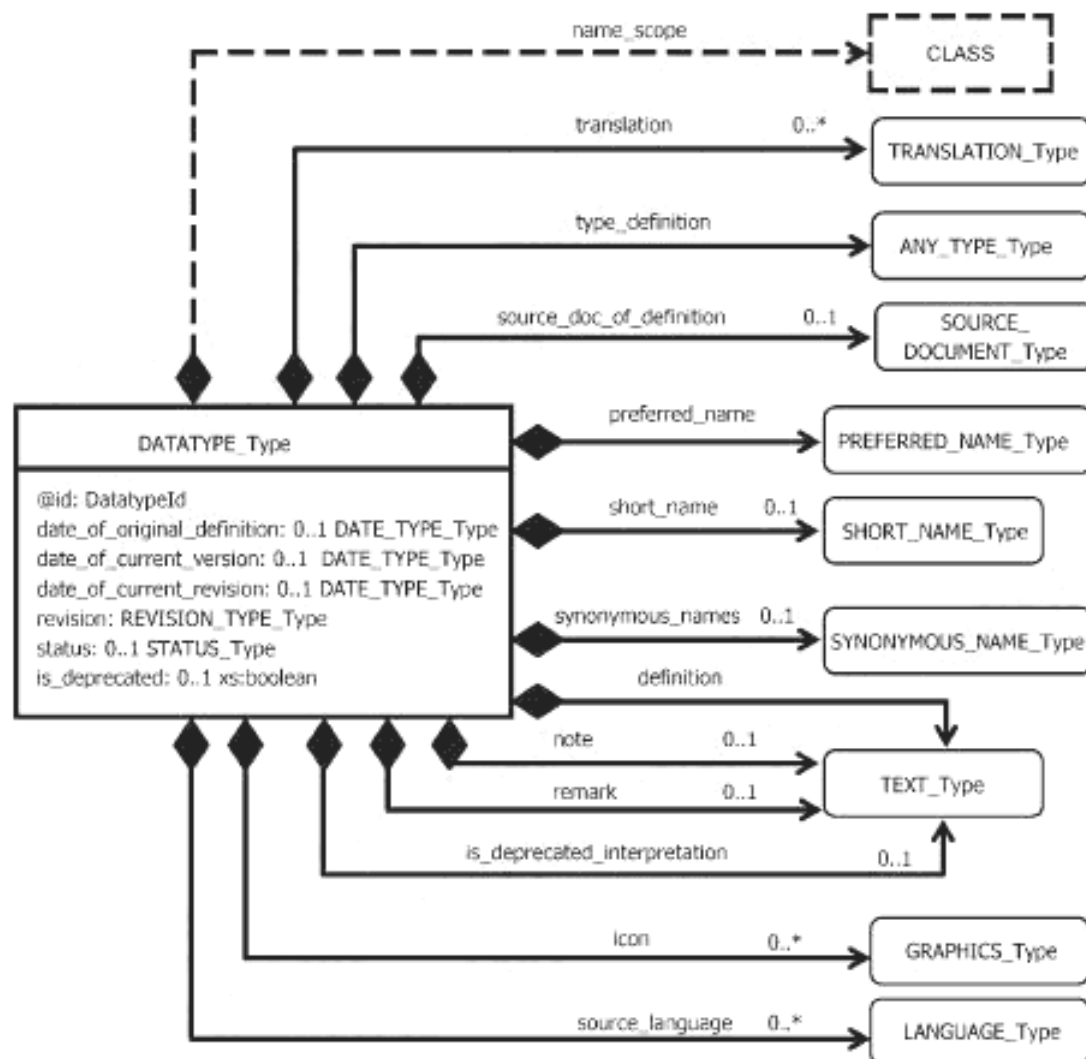 name_scope
CLASS
translation 0..*
TRANSLATION_Type
type_definition
ANY_TYPE_Type
source_doc_of_definition 0..1
SOURCE_
DOCUMENT_Type
DATATYPE_Type
@id: DatatypeId
date_of_original_definition: 0..1 DATE_TYPE_Type
date_of_current_version: 0..1 DATE_TYPE_Type
date_of_current_revision: 0..1 DATE_TYPE_Type
revision: REVISION_TYPE_Type
status: 0..1 STATUS_Type
is_deprecated: 0..1 xs:boolean
preferred_name
PREFERRED_NAME_Type
short_name 0..1
SHORT_NAME_Type
synonymous_names 0..1
SYNONYMOUS_NAME_Type
definition
note 0..1
TEXT_Type
remark 0..1
is_deprecated_interpretation 0..1
icon 0..*
GRAPHICS_Type
source_language 0..*
LANGUAGE_Type